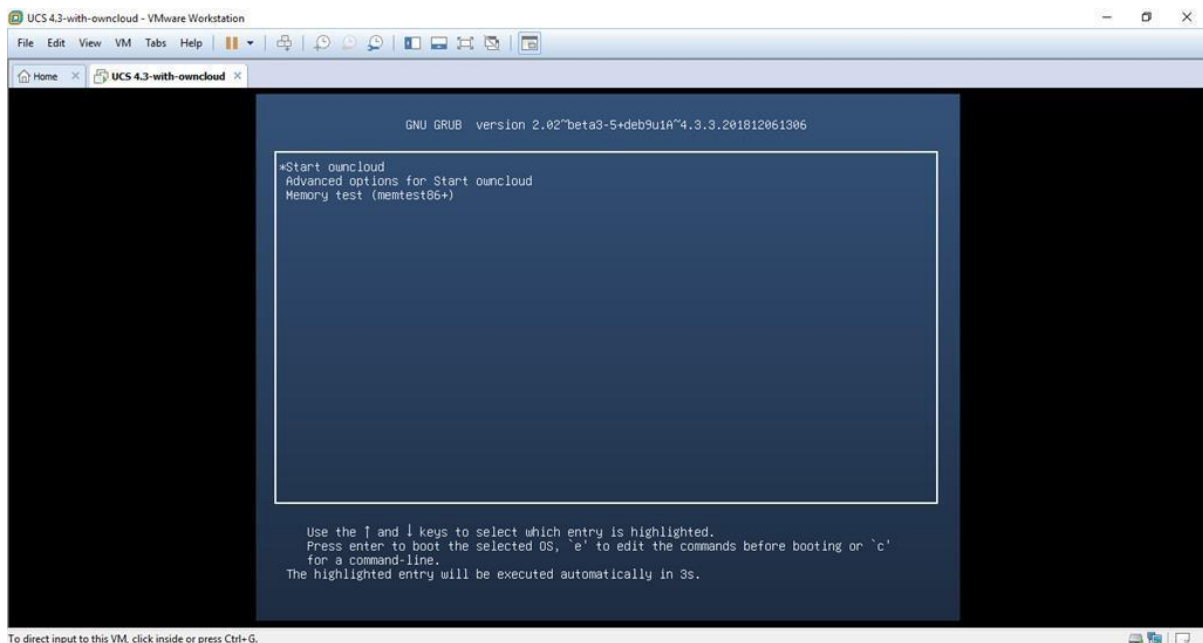 UCS 4.3-with-owncloud - VMware Workstation
File Edit View VM Tabs Help
Home UCS 4.3-with-owncloud
GNU GRUB version 2.02~beta3-5+deb9u1A~4.3.3.201812061306
*Start owncloud
Advanced options for Start owncloud
Memory test (memtest86+)
Use the ↑ and ↓ keys to select which entry is highlighted.
Press enter to boot the selected OS, `e' to edit the commands before booting or `c'
for a command-line.
The highlighted entry will be executed automatically in 3s.
To direct input to this VM, click inside or press Ctrl+G.